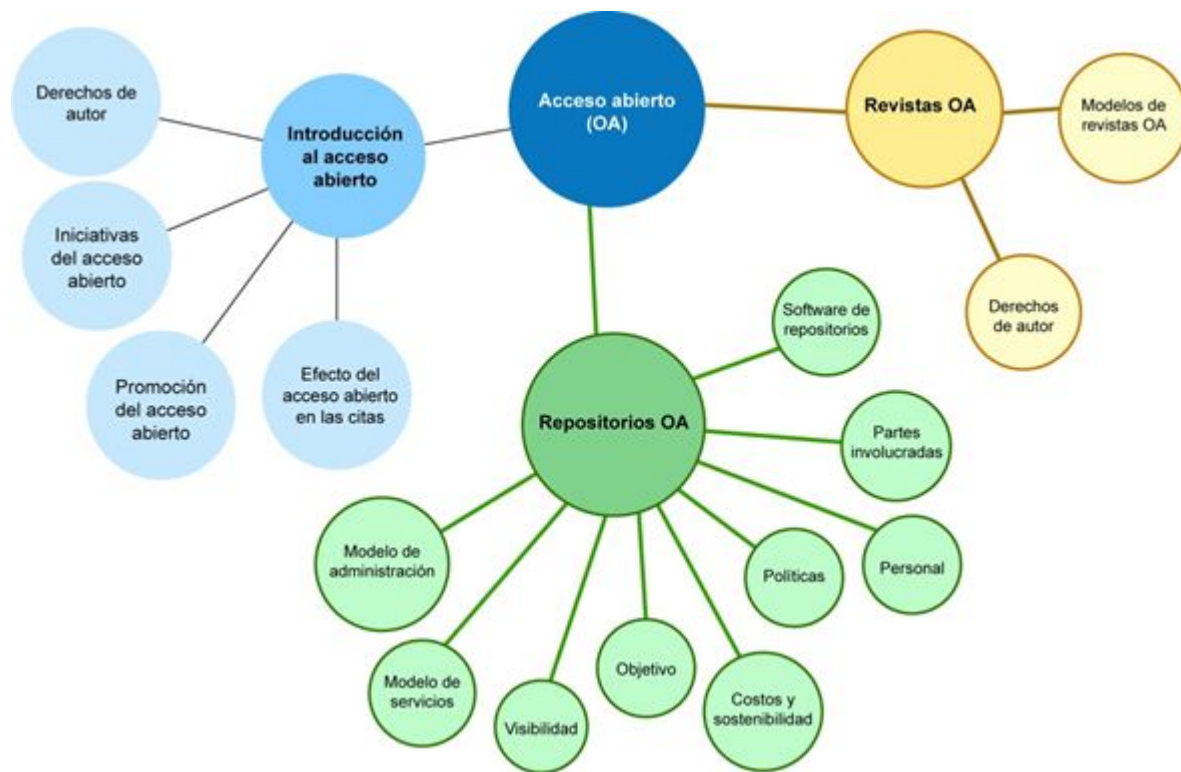 Acceso abierto
(OA)
Introducción
al acceso
abierto
Derechos de
autor
Iniciativas
del acceso
abierto
Promoción
del acceso
abierto
Efecto del
acceso abierto
en las citas
Revistas OA
Modelos de
revistas OA
Derechos
de autor
Repositorios OA
Software de
repositorios
Partes
involucradas
Personal
Políticas
Costos y
sostenibilidad
Objetivo
Visibilidad
Modelo de
servicios
Modelo de
administración